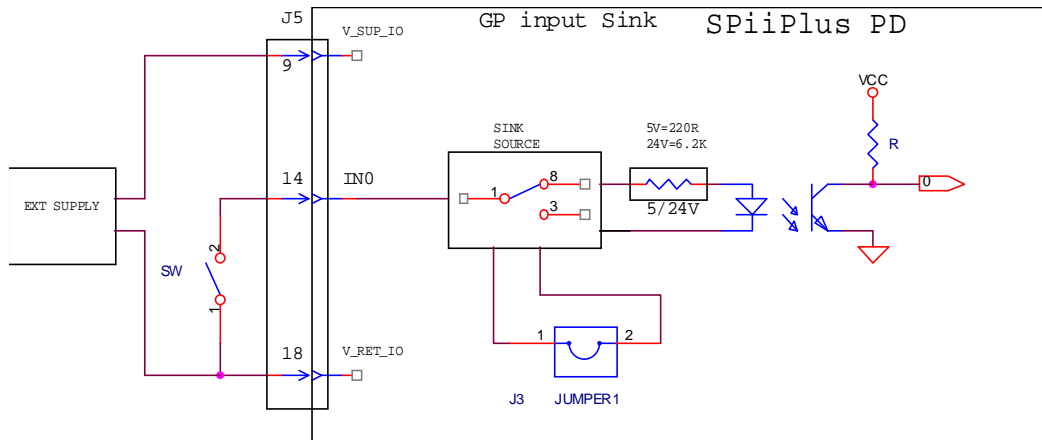 GP input Sink
SPiiPlus PD
J5
V_SUP_IO
9
VCC
SINK
SOURCE
5V=220R
24V=6.2K
R
14
IN0
1
8
3
5/24V
0
EXT SUPPLY
SW
2
1
18
V_RET_IO
1
2
J3
JUMPER1